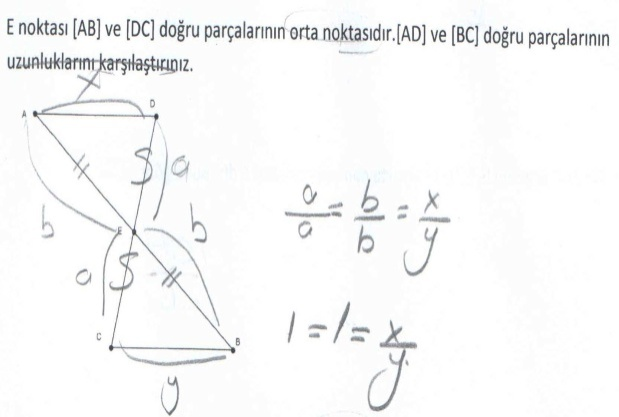 E noktası [AB] ve [DC] doğru parçalarının orta noktasıdır.[AD] ve [BC] doğru parçalarının
uzunluklarını karşılaştırınız.
x
A
D
S a
b
E
b
a S
a/a = b/b = x/y
1 = 1 = x/y
C
B
y